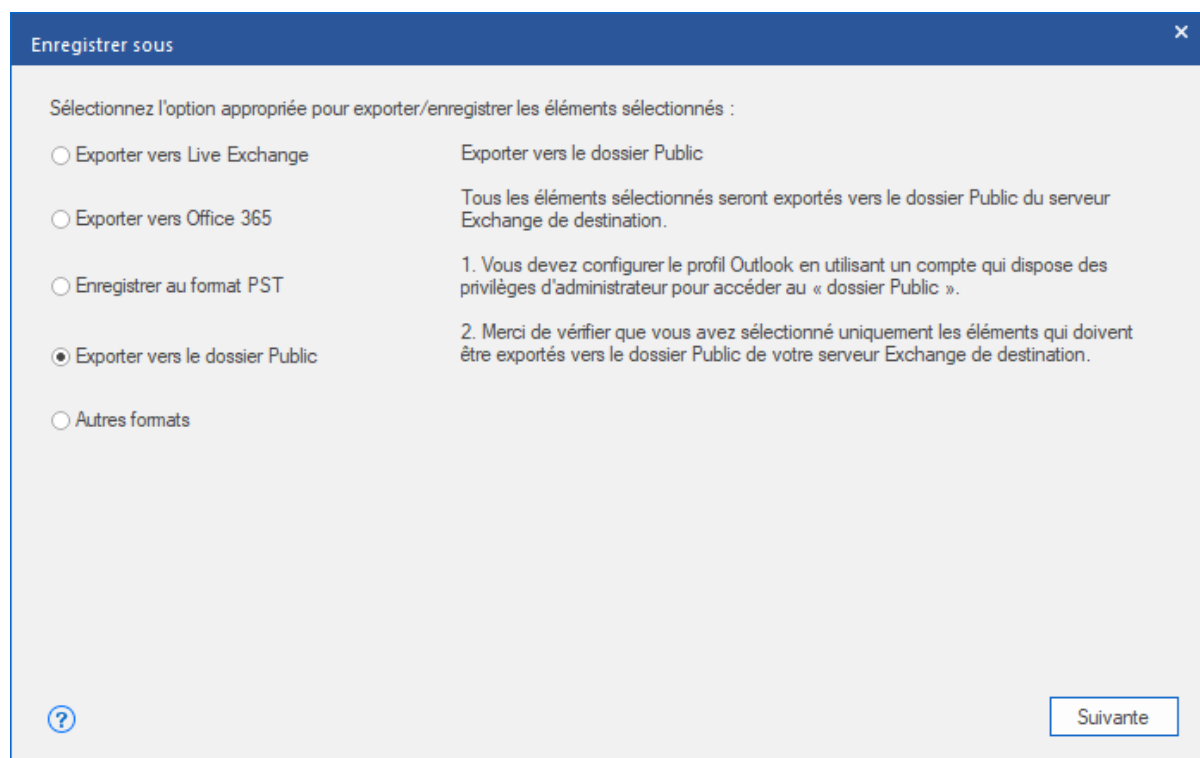 Enregistrer sous
Sélectionnez l'option appropriée pour exporter/enregistrer les éléments sélectionnés :
Exporter vers Live Exchange
Exporter vers Office 365
Enregistrer au format PST
Exporter vers le dossier Public
Autres formats
Exporter vers le dossier Public
Tous les éléments sélectionnés seront exportés vers le dossier Public du serveur
Exchange de destination.
1. Vous devez configurer le profil Outlook en utilisant un compte qui dispose des
privilèges d'administrateur pour accéder au « dossier Public ».
2. Merci de vérifier que vous avez sélectionné uniquement les éléments qui doivent
être exportés vers le dossier Public de votre serveur Exchange de destination.
?
Suivante